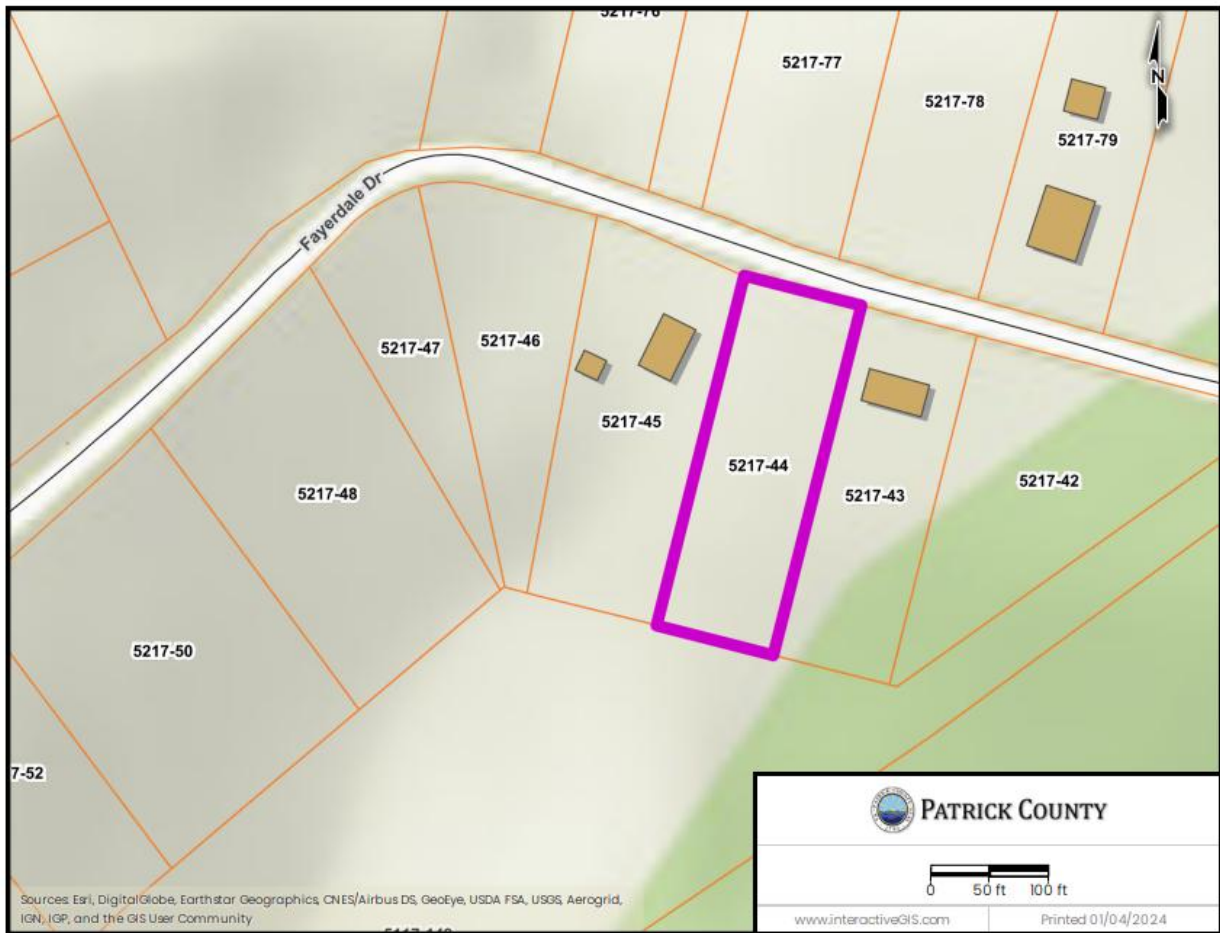 5217-76
5217-77
5217-78
N
5217-79
Fayerdale Dr
5217-47
5217-46
5217-45
5217-44
5217-43
5217-42
5217-48
5217-50
7-52
PATRICK COUNTY
0 50 ft 100 ft
www.interactiveGIS.com
Printed 01/04/2024
Sources: Esri, DigitalGlobe, Earthstar Geographics, CNES/Airbus DS, GeoEye, USDA FSA, USGS, Aerogrid,
IGN, IGP, and the GIS User Community